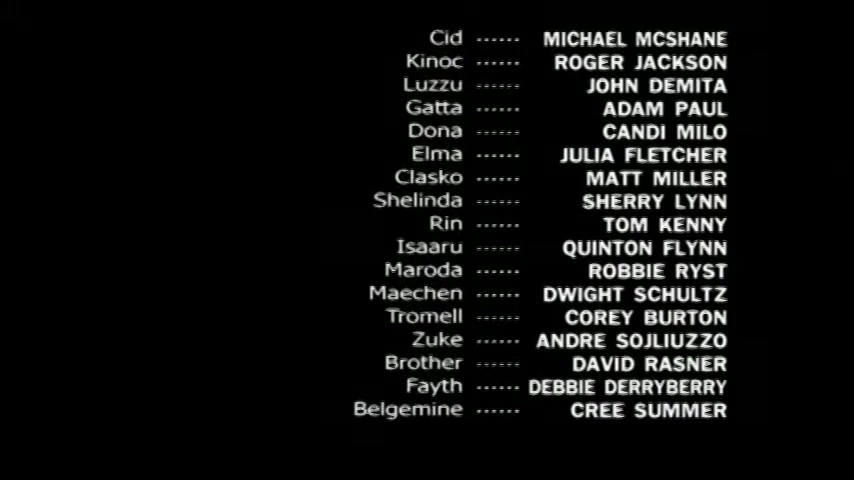 Cid ------ MICHAEL MCSHANE
Kinoc ------ ROGER JACKSON
Luzzu ------ JOHN DEMITA
Gatta ------ ADAM PAUL
Dona ------ CANDI MILO
Elma ------ JULIA FLETCHER
Clasko ------ MATT MILLER
Shelinda ------ SHERRY LYNN
Rin ------ TOM KENNY
Isaaru ------ QUINTON FLYNN
Maroda ------ ROBBIE RYST
Maechen ------ DWIGHT SCHULTZ
Tromell ------ COREY BURTON
Zuke ------ ANDRE SOJLIUZZO
Brother ------ DAVID RASNER
Fayth ------ DEBBIE DERRYBERRY
Belgemine ------ CREE SUMMER